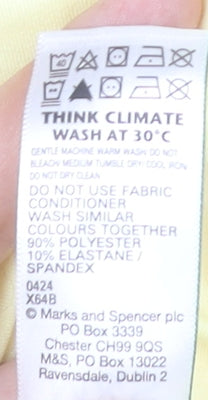 40
THINK CLIMATE
WASH AT 30°C
GENTLE MACHINE WARM WASH DO NOT
BLEACH MEDIUM TUMBLE DRY COOL IRON
DO NOT DRY CLEAN
DO NOT USE FABRIC
CONDITIONER
WASH SIMILAR
COLOURS TOGETHER
90% POLYESTER
10% ELASTANE/
SPANDEX
0424
X64B
© Marks and Spencer plc
PO Box 3339
Chester CH99 9QS
M&S, PO Box 13022
Ravensdale, Dublin 2